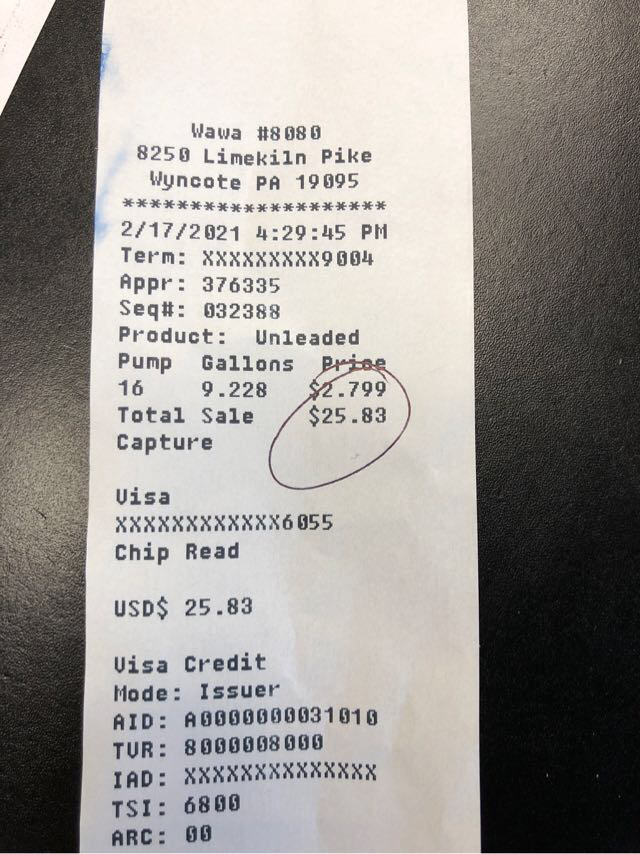 Wawa #8080
8250 Limekiln Pike
Wyncote PA 19095
********************
2/17/2021 4:29:45 PM
Term: XXXXXXXXX9004
Appr: 376335
Seq#: 032388
Product: Unleaded
Pump Gallons Price
16 9.228 $2.799
Total Sale $25.83
Capture
Visa
XXXXXXXXXXXX6055
Chip Read
USD$ 25.83
Visa Credit
Mode: Issuer
AID: A0000000031010
TVR: 8000008000
IAD: XXXXXXXXXXXXXX
TSI: 6800
ARC: 00